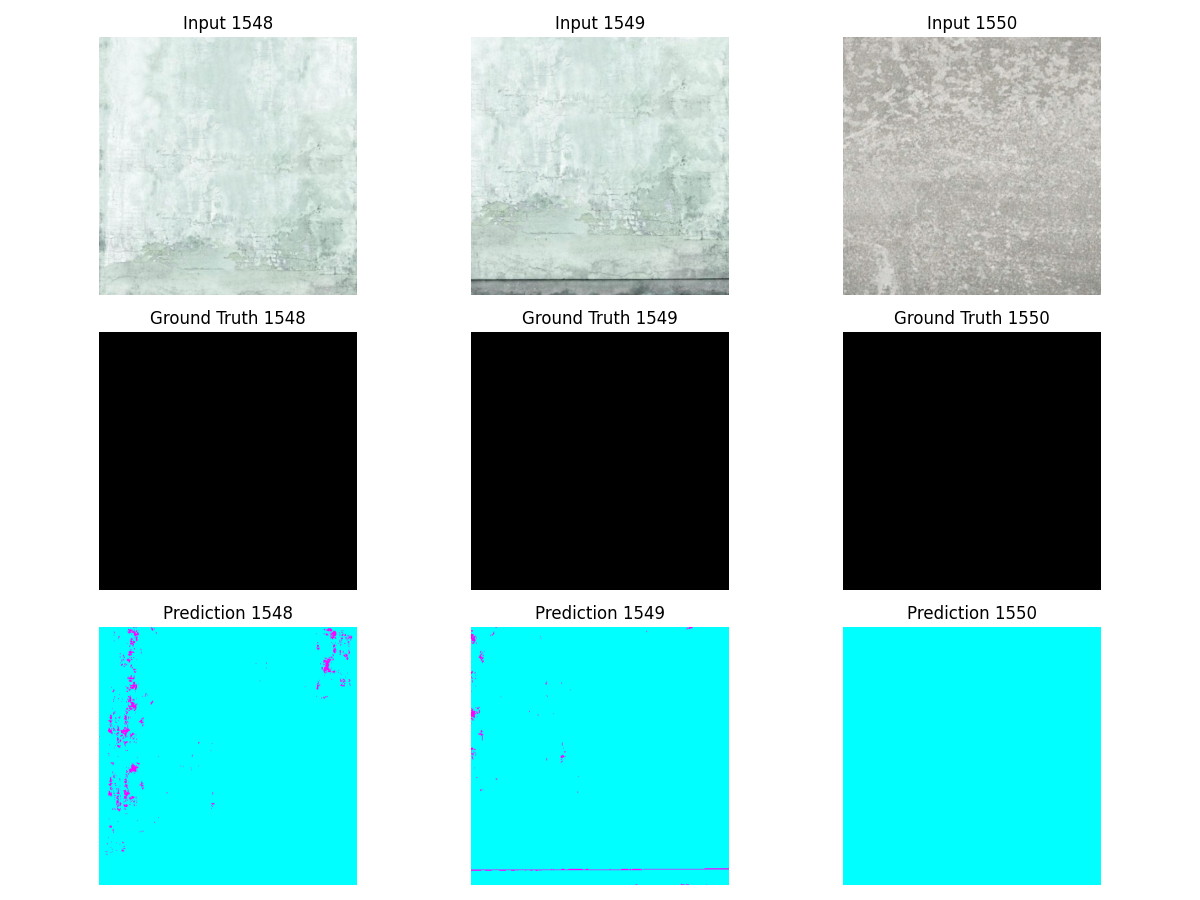 Input 1548
Input 1549
Input 1550
Ground Truth 1548
Ground Truth 1549
Ground Truth 1550
Prediction 1548
Prediction 1549
Prediction 1550